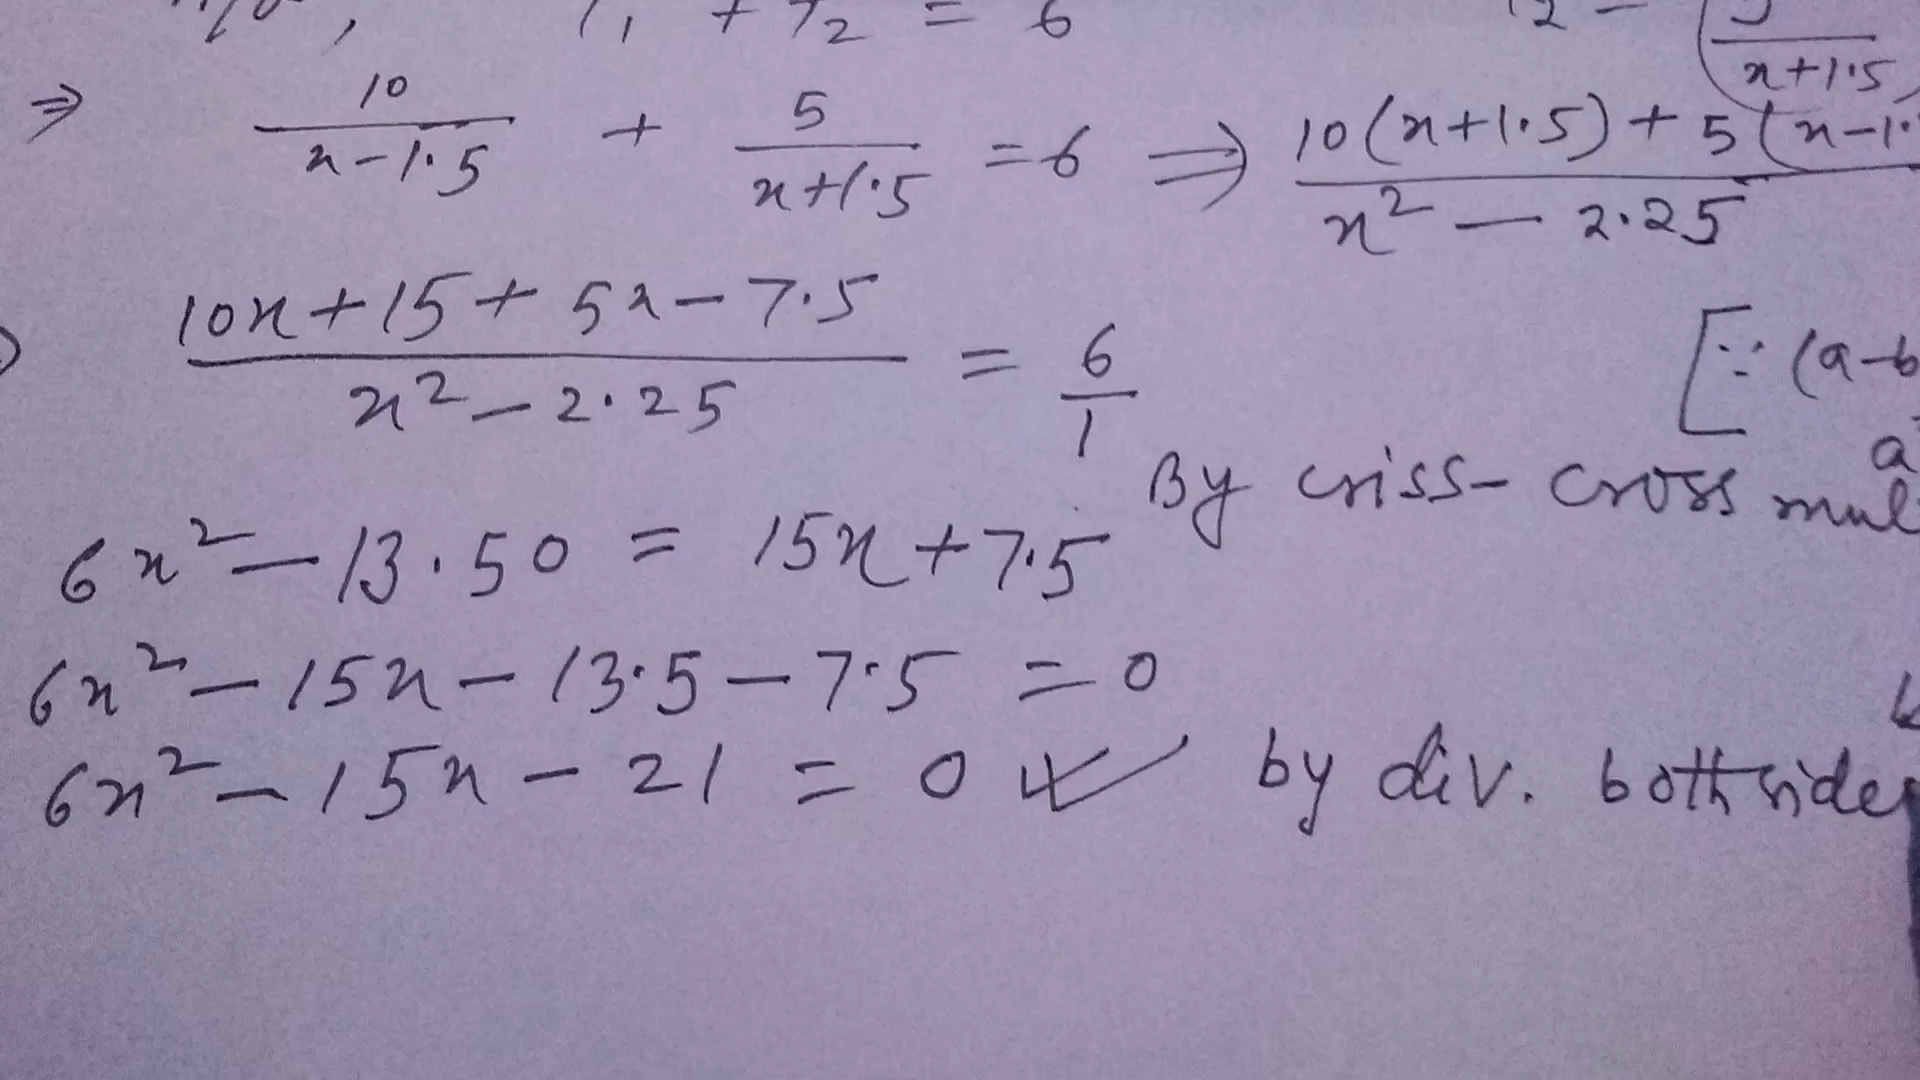 T₁ + T₂ = 6
⇒ 10/(x-1.5) + 5/(x+1.5) = 6 ⇒ 10(x+1.5) + 5(x-1. / x² - 2.25
x+1.5
10x+15+5x-7.5 / x²-2.25 = 6/1
[∵ (a-b
a
By criss-cross mul
6x² - 13.50 = 15x + 7.5
6x² - 15x - 13.5 - 7.5 = 0
6x² - 15x - 21 = 0 by div. both sides